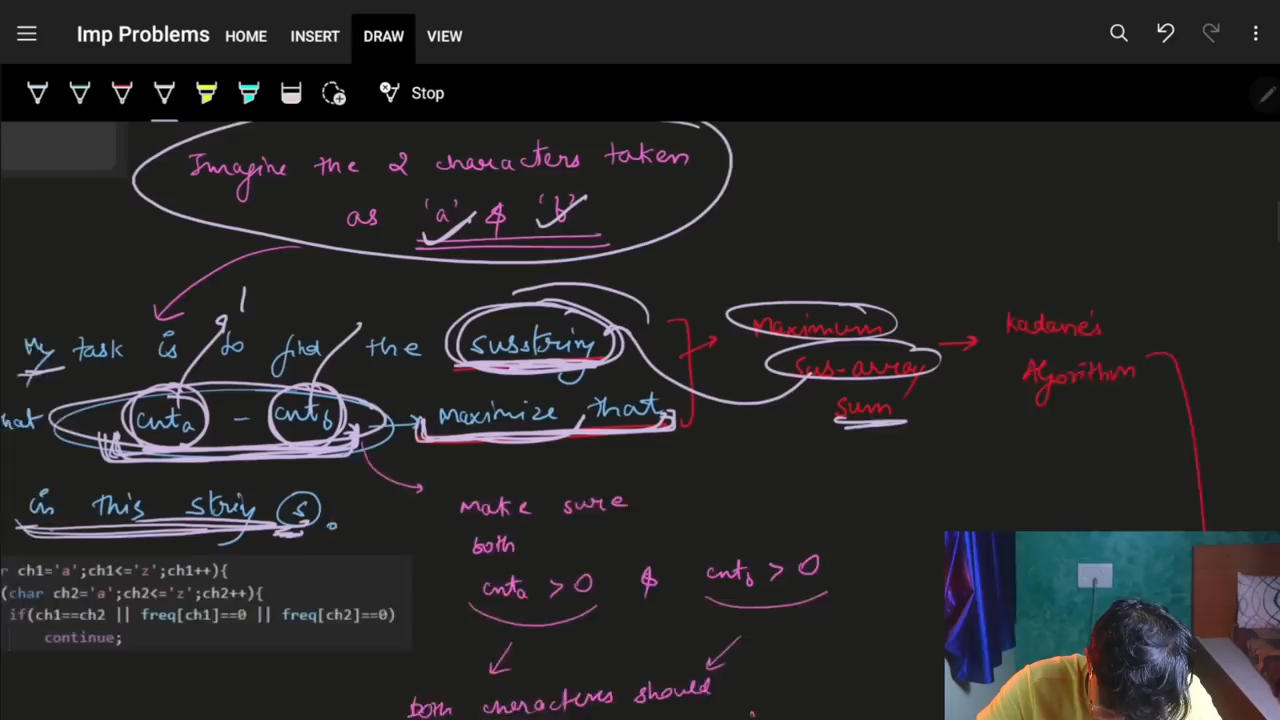 Imp Problems HOME INSERT DRAW VIEW
Stop
Imagine the 2 characters taken
as 'a' & 'b'
My task is to find the substring
hat cnta - cntb → maximize that
in this string s.
Maximum
Sub-array
sum
→ Kadane's
Algorithm
make sure
both
cnta > 0 & cntb > 0
both characters should
r ch1='a';ch1<='z';ch1++){
(char ch2='a';ch2<='z';ch2++){
if(ch1==ch2 || freq[ch1]==0 || freq[ch2]==0)
continue;